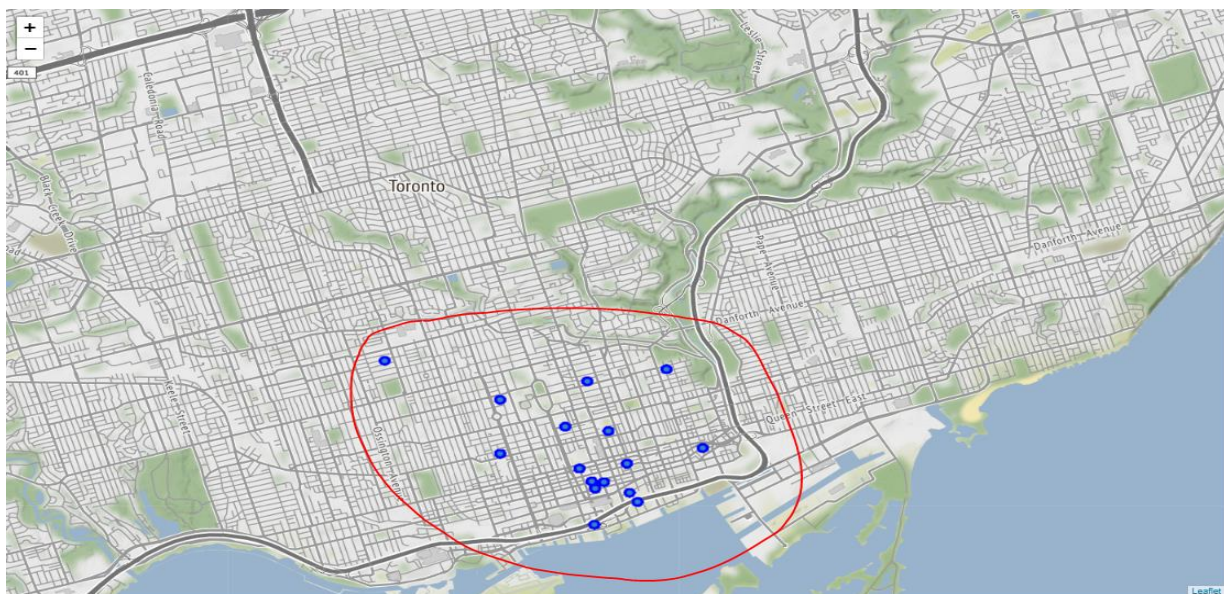 +
−
401
Caledonia Road
Leslie Street
Black Creek Drive
Toronto
Pape Avenue
Danforth Avenue
Danforth Avenue
Keele Street
Ossington Avenue
Queen Street East
Leaflet